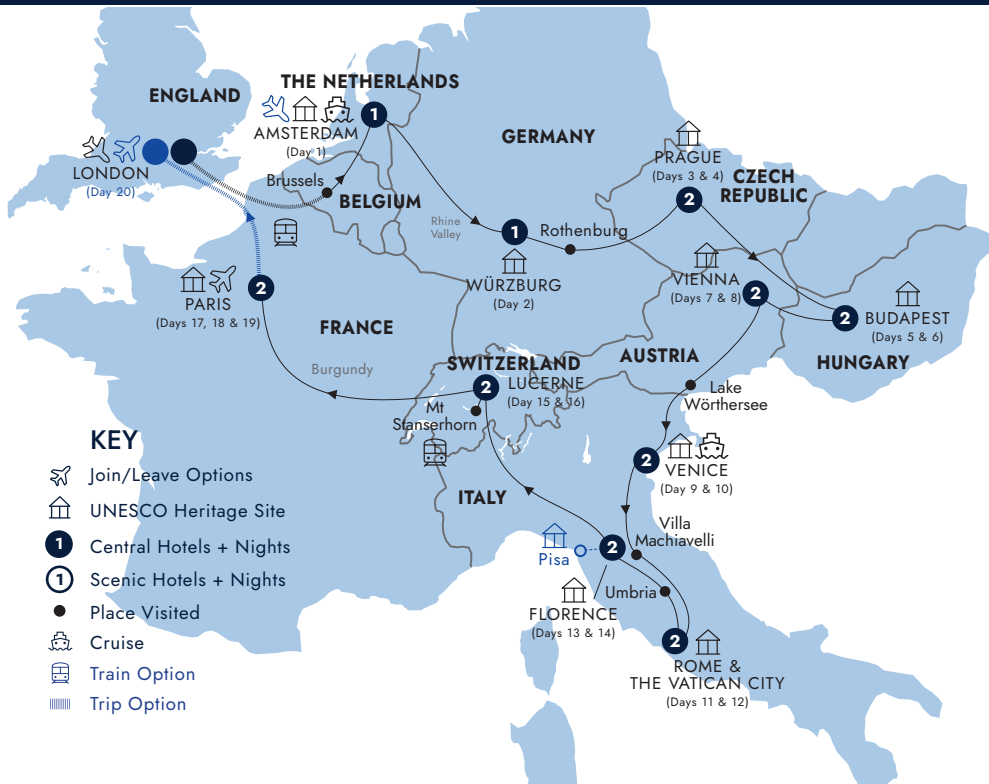 THE NETHERLANDS
ENGLAND
1
AMSTERDAM
(Day 1)
GERMANY
LONDON
(Day 20)
Brussels
BELGIUM
PRAGUE
(Days 3 & 4)
2
CZECH
REPUBLIC
Rhine
Valley
1
Rothenburg
WÜRZBURG
(Day 2)
VIENNA
(Days 7 & 8)
2
2
BUDAPEST
(Days 5 & 6)
HUNGARY
PARIS
(Days 17, 18 & 19)
2
FRANCE
Burgundy
SWITZERLAND
2
LUCERNE
(Day 15 & 16)
AUSTRIA
Mt
Stanserhorn
Lake
Wörthersee
2
VENICE
(Day 9 & 10)
ITALY
Villa
Machiavelli
Pisa
2
Umbria
FLORENCE
(Days 13 & 14)
2
ROME &
THE VATICAN CITY
(Days 11 & 12)
KEY
Join/Leave Options
UNESCO Heritage Site
1 Central Hotels + Nights
1 Scenic Hotels + Nights
Place Visited
Cruise
Train Option
Trip Option